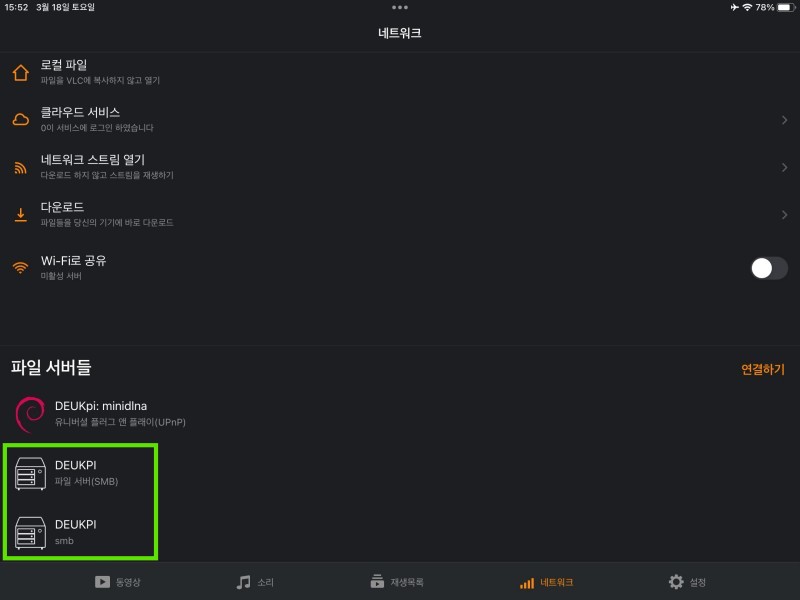 15:52 3월 18일 토요일
78%
네트워크
로컬 파일
파일을 VLC에 복사하지 않고 열기
클라우드 서비스
0이 서비스에 로그인 하였습니다
네트워크 스트림 열기
다운로드 하지 않고 스트림을 재생하기
다운로드
파일들을 당신의 기기에 바로 다운로드
Wi-Fi로 공유
미활성 서버
파일 서버들
연결하기
DEUKpi: minidlna
유니버설 플러그 앤 플레이(UPnP)
DEUKPI
파일 서버(SMB)
DEUKPI
smb
동영상
소리
재생목록
네트워크
설정